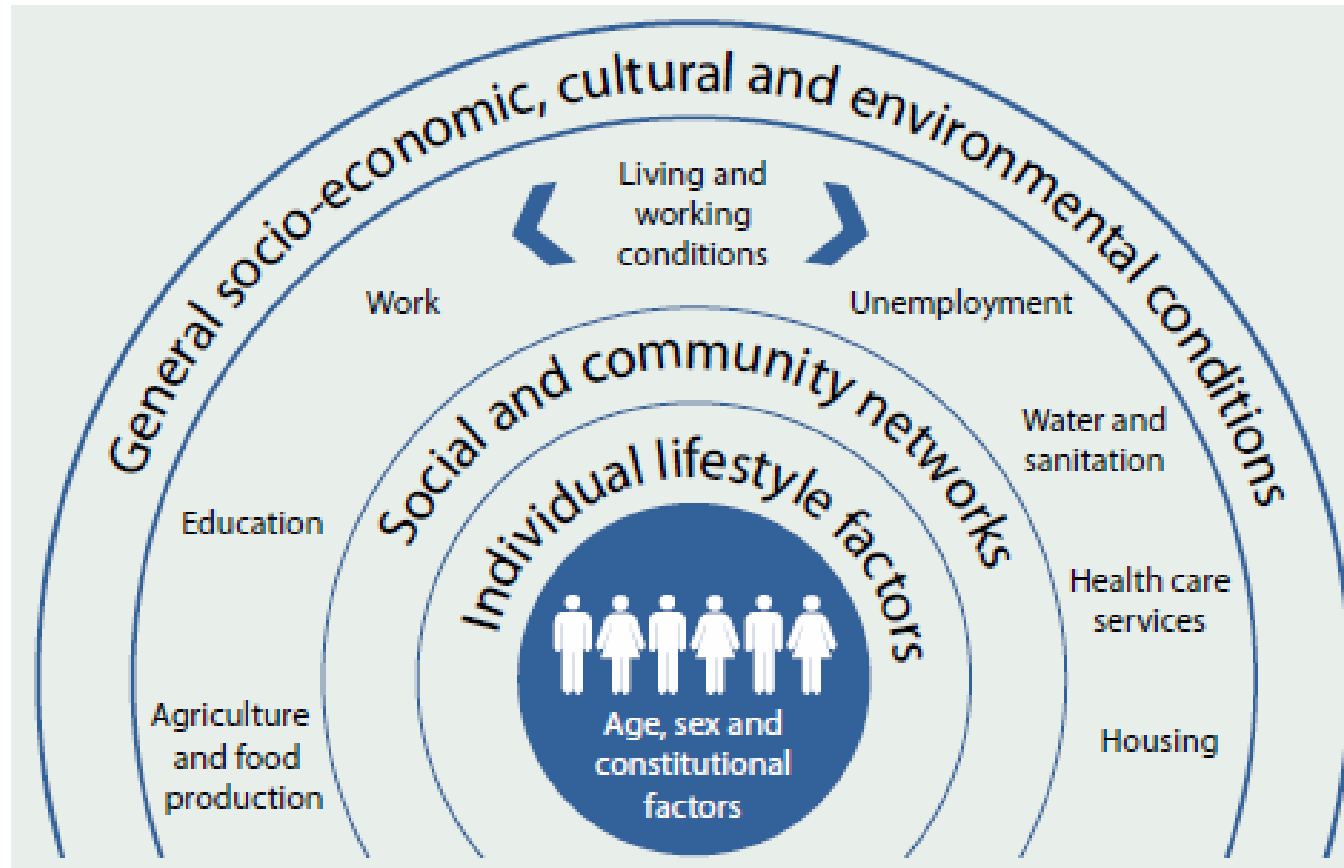 General socio-economic, cultural and environmental conditions
Living and
working
conditions
Work
Unemployment
Social and community networks
Water and
sanitation
Individual lifestyle factors
Education
Health care
services
Agriculture
and food
production
Housing
Age, sex and
constitutional
factors